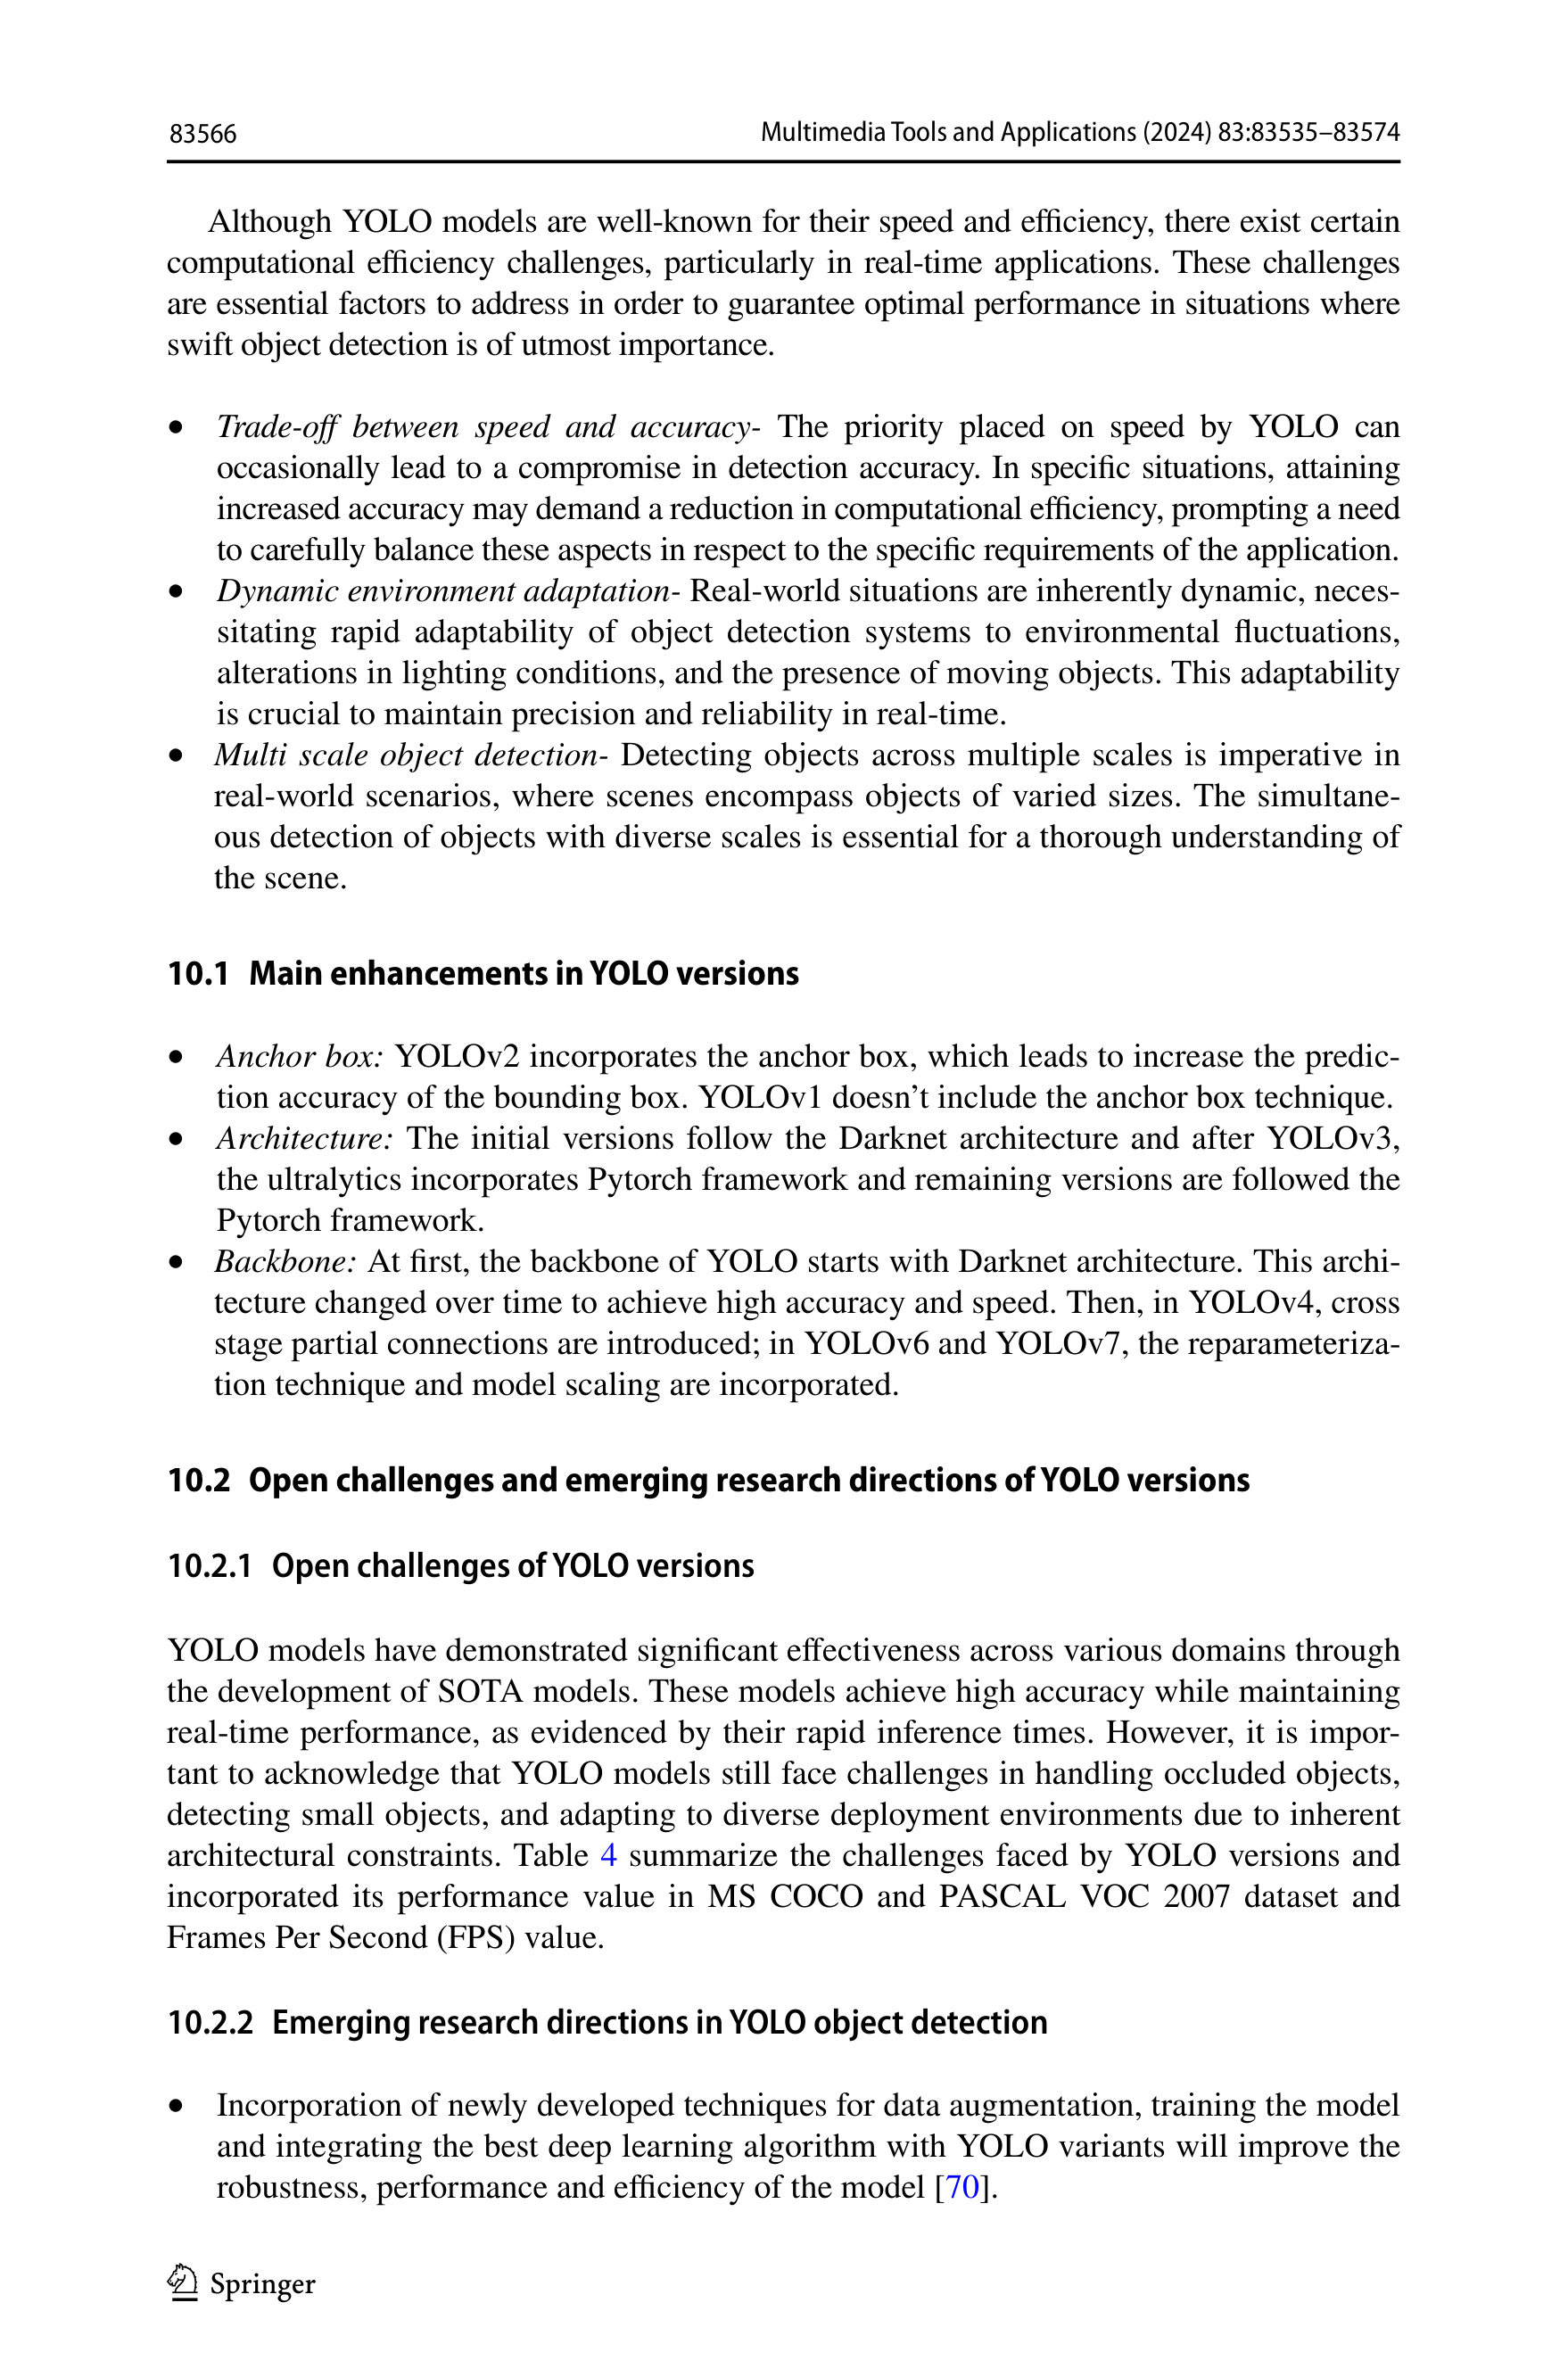 83566
Multimedia Tools and Applications (2024) 83:83535–83574
Although YOLO models are well-known for their speed and efficiency, there exist certain
computational efficiency challenges, particularly in real-time applications. These challenges
are essential factors to address in order to guarantee optimal performance in situations where
swift object detection is of utmost importance.
• Trade-off between speed and accuracy- The priority placed on speed by YOLO can
occasionally lead to a compromise in detection accuracy. In specific situations, attaining
increased accuracy may demand a reduction in computational efficiency, prompting a need
to carefully balance these aspects in respect to the specific requirements of the application.
• Dynamic environment adaptation- Real-world situations are inherently dynamic, neces-
sitating rapid adaptability of object detection systems to environmental fluctuations,
alterations in lighting conditions, and the presence of moving objects. This adaptability
is crucial to maintain precision and reliability in real-time.
• Multi scale object detection- Detecting objects across multiple scales is imperative in
real-world scenarios, where scenes encompass objects of varied sizes. The simultane-
ous detection of objects with diverse scales is essential for a thorough understanding of
the scene.
10.1 Main enhancements in YOLO versions
• Anchor box: YOLOv2 incorporates the anchor box, which leads to increase the predic-
tion accuracy of the bounding box. YOLOv1 doesn’t include the anchor box technique.
• Architecture: The initial versions follow the Darknet architecture and after YOLOv3,
the ultralytics incorporates Pytorch framework and remaining versions are followed the
Pytorch framework.
• Backbone: At first, the backbone of YOLO starts with Darknet architecture. This archi-
tecture changed over time to achieve high accuracy and speed. Then, in YOLOv4, cross
stage partial connections are introduced; in YOLOv6 and YOLOv7, the reparameteriza-
tion technique and model scaling are incorporated.
10.2 Open challenges and emerging research directions of YOLO versions
10.2.1 Open challenges of YOLO versions
YOLO models have demonstrated significant effectiveness across various domains through
the development of SOTA models. These models achieve high accuracy while maintaining
real-time performance, as evidenced by their rapid inference times. However, it is impor-
tant to acknowledge that YOLO models still face challenges in handling occluded objects,
detecting small objects, and adapting to diverse deployment environments due to inherent
architectural constraints. Table 4 summarize the challenges faced by YOLO versions and
incorporated its performance value in MS COCO and PASCAL VOC 2007 dataset and
Frames Per Second (FPS) value.
10.2.2 Emerging research directions in YOLO object detection
• Incorporation of newly developed techniques for data augmentation, training the model
and integrating the best deep learning algorithm with YOLO variants will improve the
robustness, performance and efficiency of the model [70].
Springer